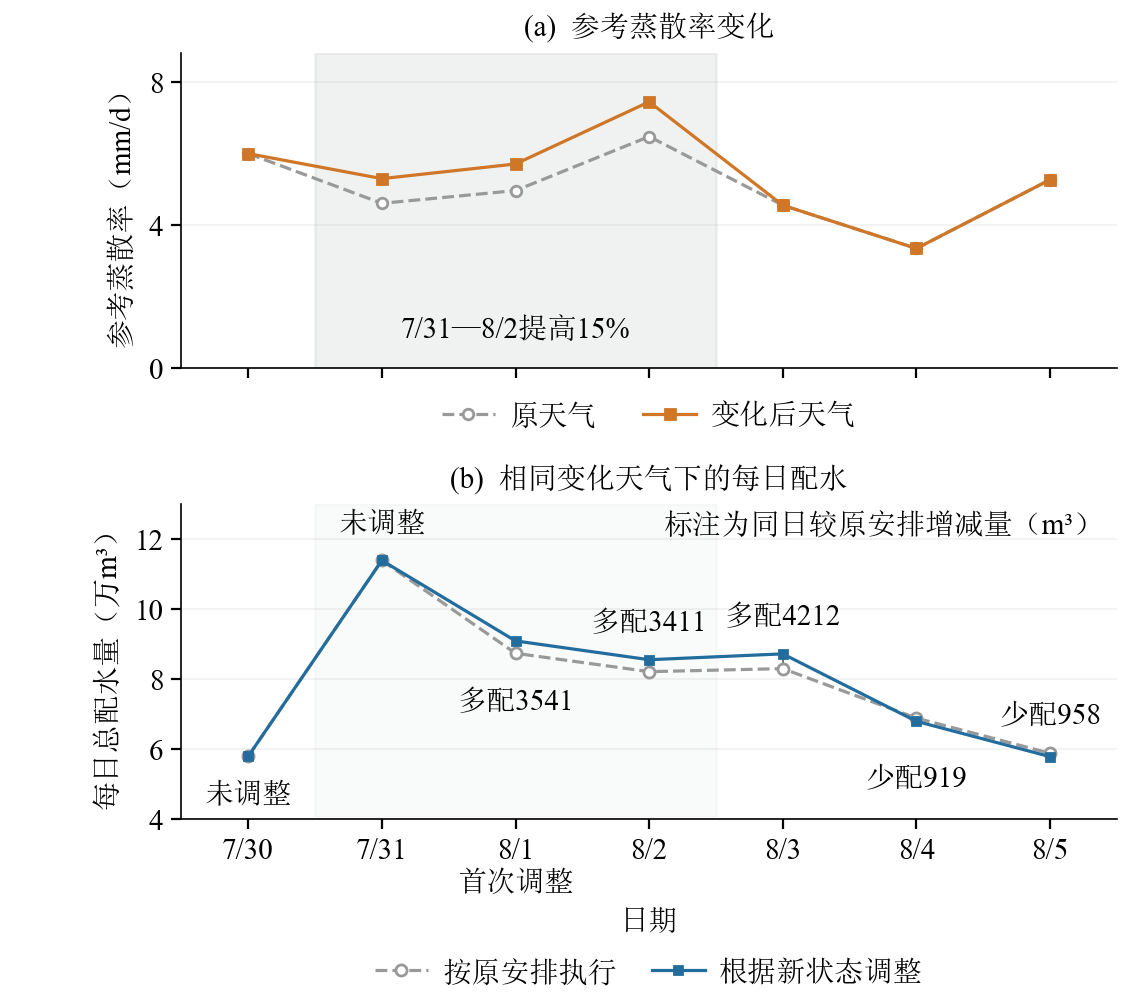 (a) 参考蒸散率变化
参考蒸散率（mm/d）
8
4
0
7/31—8/2提高15%
原天气
变化后天气
(b) 相同变化天气下的每日配水
每日总配水量（万m³）
标注为同日较原安排增减量（m³）
12
10
8
6
4
未调整
未调整
多配3541
多配3411
多配4212
少配919
少配958
7/30
7/31
8/1
8/2
8/3
8/4
8/5
首次调整
日期
按原安排执行
根据新状态调整